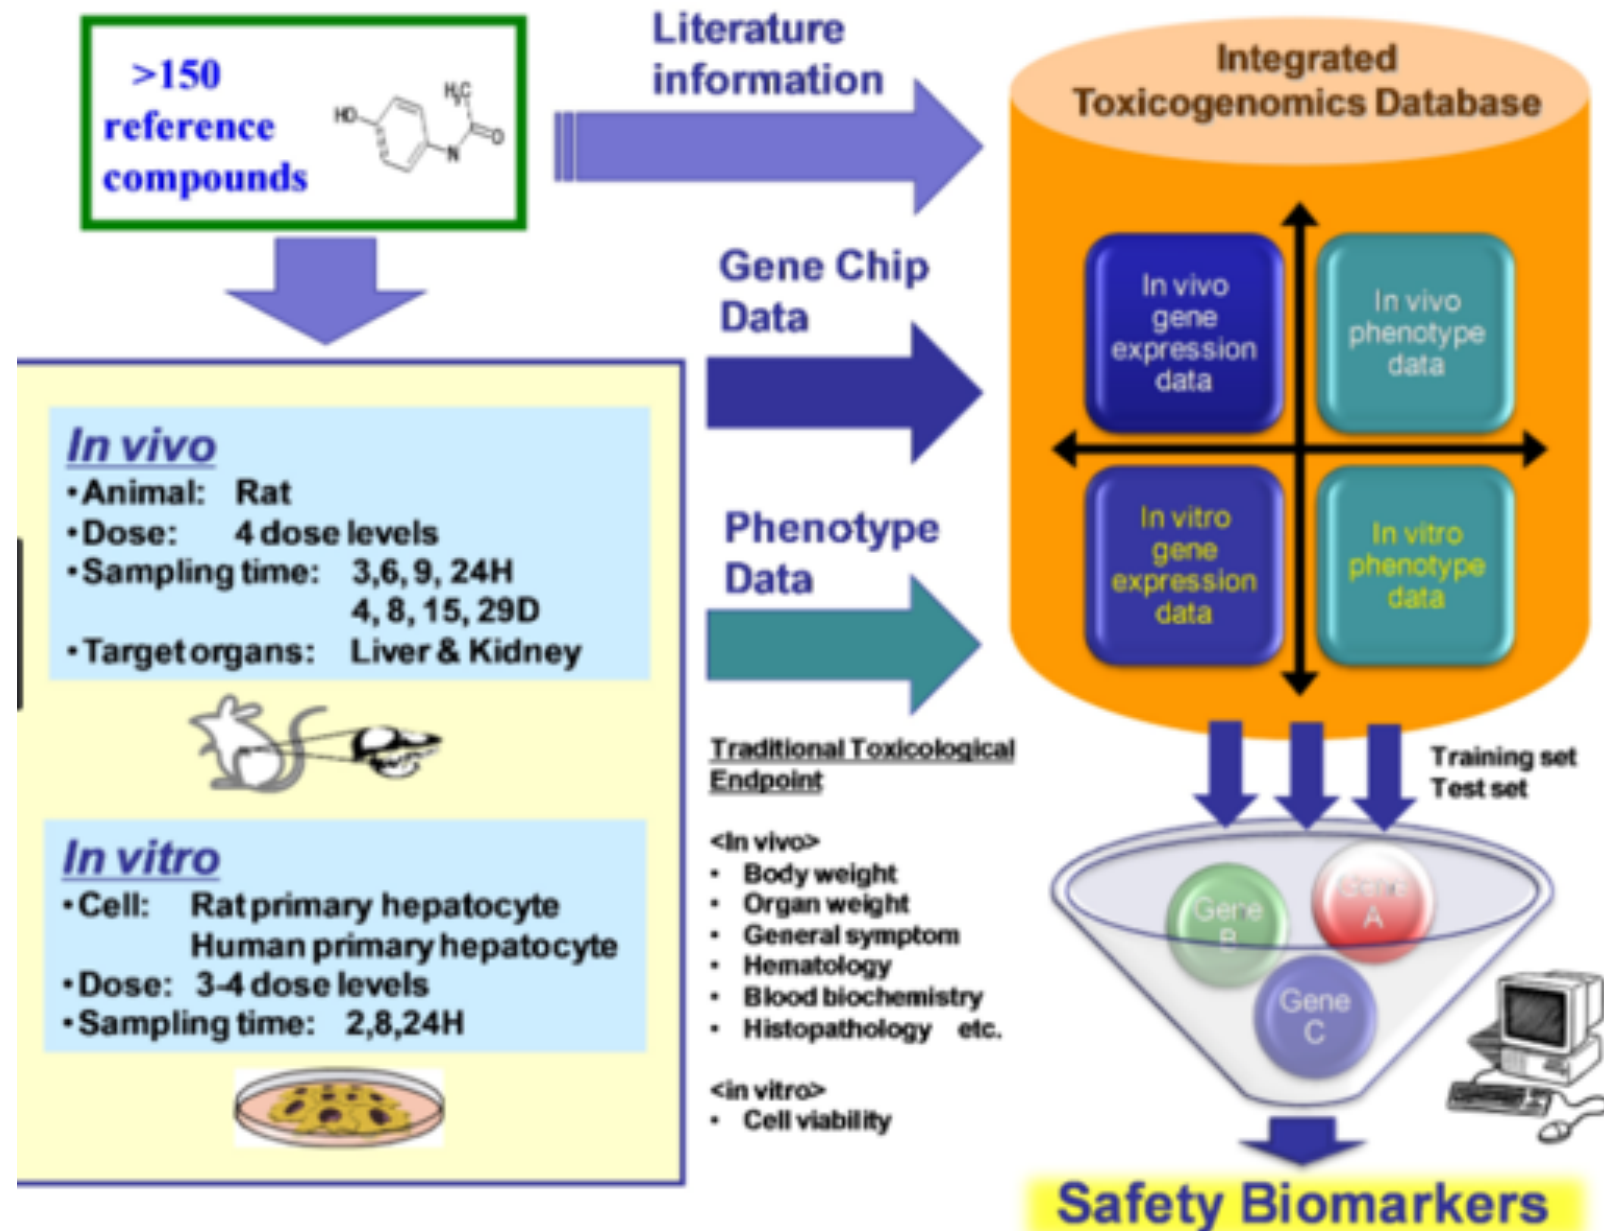 >150
reference
compounds
HO
H₃C
N
O
Literature
information
Integrated
Toxicogenomics Database
Gene Chip
Data
In vivo
gene
expression
data
In vivo
phenotype
data
In vitro
gene
expression
data
In vitro
phenotype
data
In vivo
•Animal: Rat
•Dose: 4 dose levels
•Sampling time: 3,6, 9, 24H
4, 8, 15, 29D
•Target organs: Liver & Kidney
Phenotype
Data
In vitro
•Cell: Rat primary hepatocyte
Human primary hepatocyte
•Dose: 3-4 dose levels
•Sampling time: 2,8,24H
Traditional Toxicological
Endpoint
<In vivo>
• Body weight
• Organ weight
• General symptom
• Hematology
• Blood biochemistry
• Histopathology etc.
<in vitro>
• Cell viability
Training set
Test set
Gene
A
Gene
B
Gene
C
Safety Biomarkers